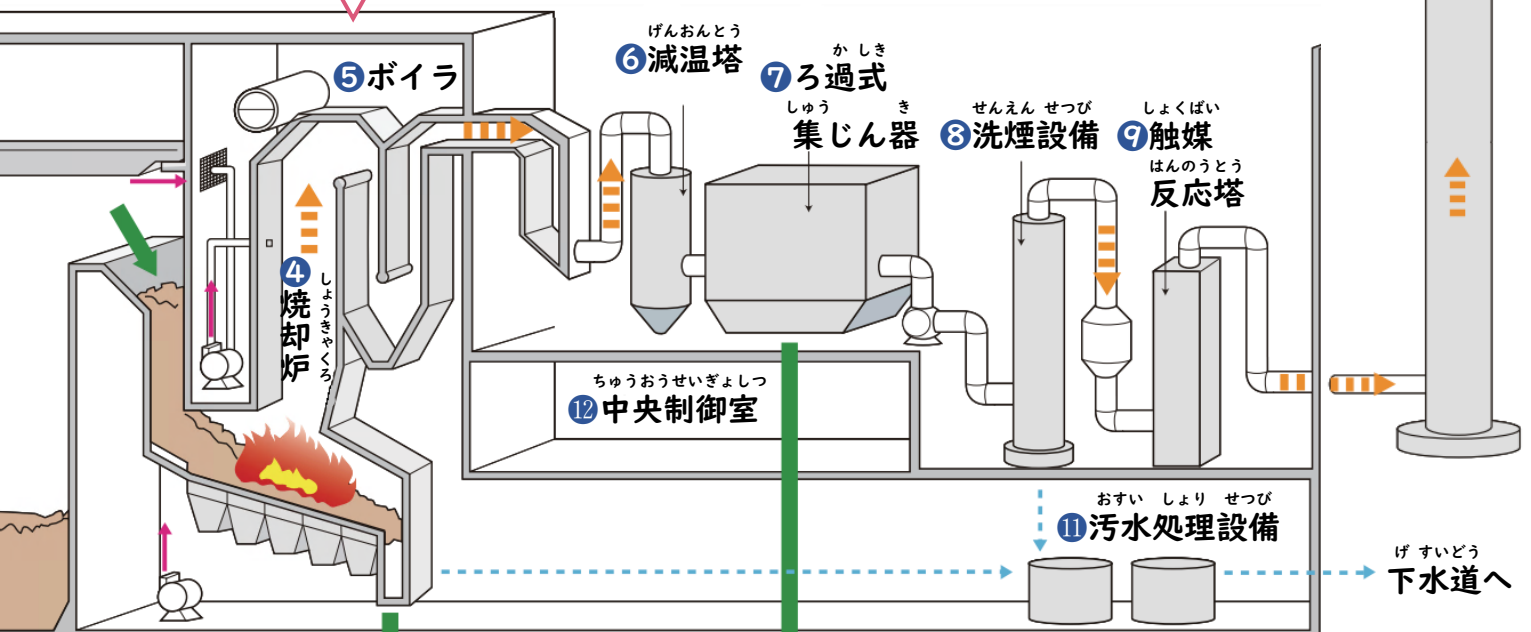 げんおんとう
❻減温塔
❺ボイラ
か しき
❼ろ過式
しゅう き
集じん器
せんえん せつび
❽洗煙設備
しょくばい
❾触媒
はんのうとう
反応塔
❹焼却炉
しょうきゃくろ
ちゅうおうせいぎょしつ
⓬中央制御室
おすい しょり せつび
⓫汚水処理設備
げ すいどう
下水道へ